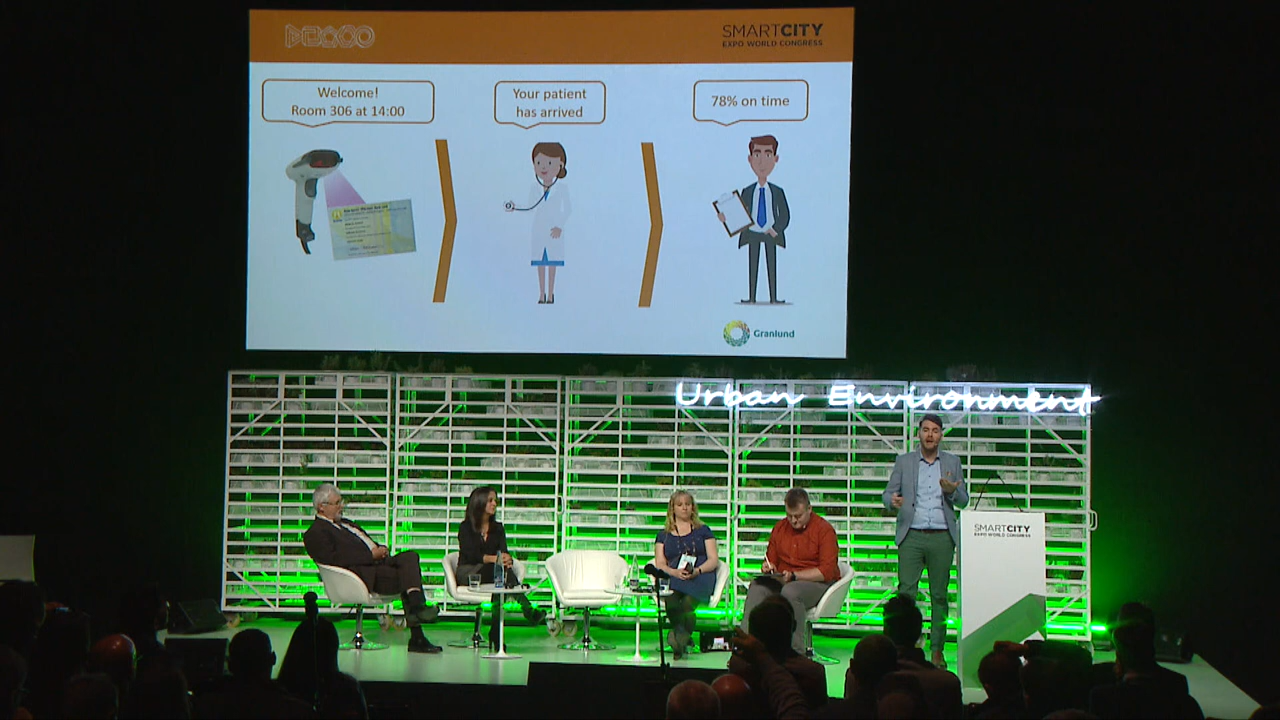 SMARTCITY
EXPO WORLD CONGRESS
Welcome!
Room 306 at 14:00
Your patient
has arrived
78% on time
Granlund
Urban Environment
SMARTCITY
EXPO WORLD CONGRESS